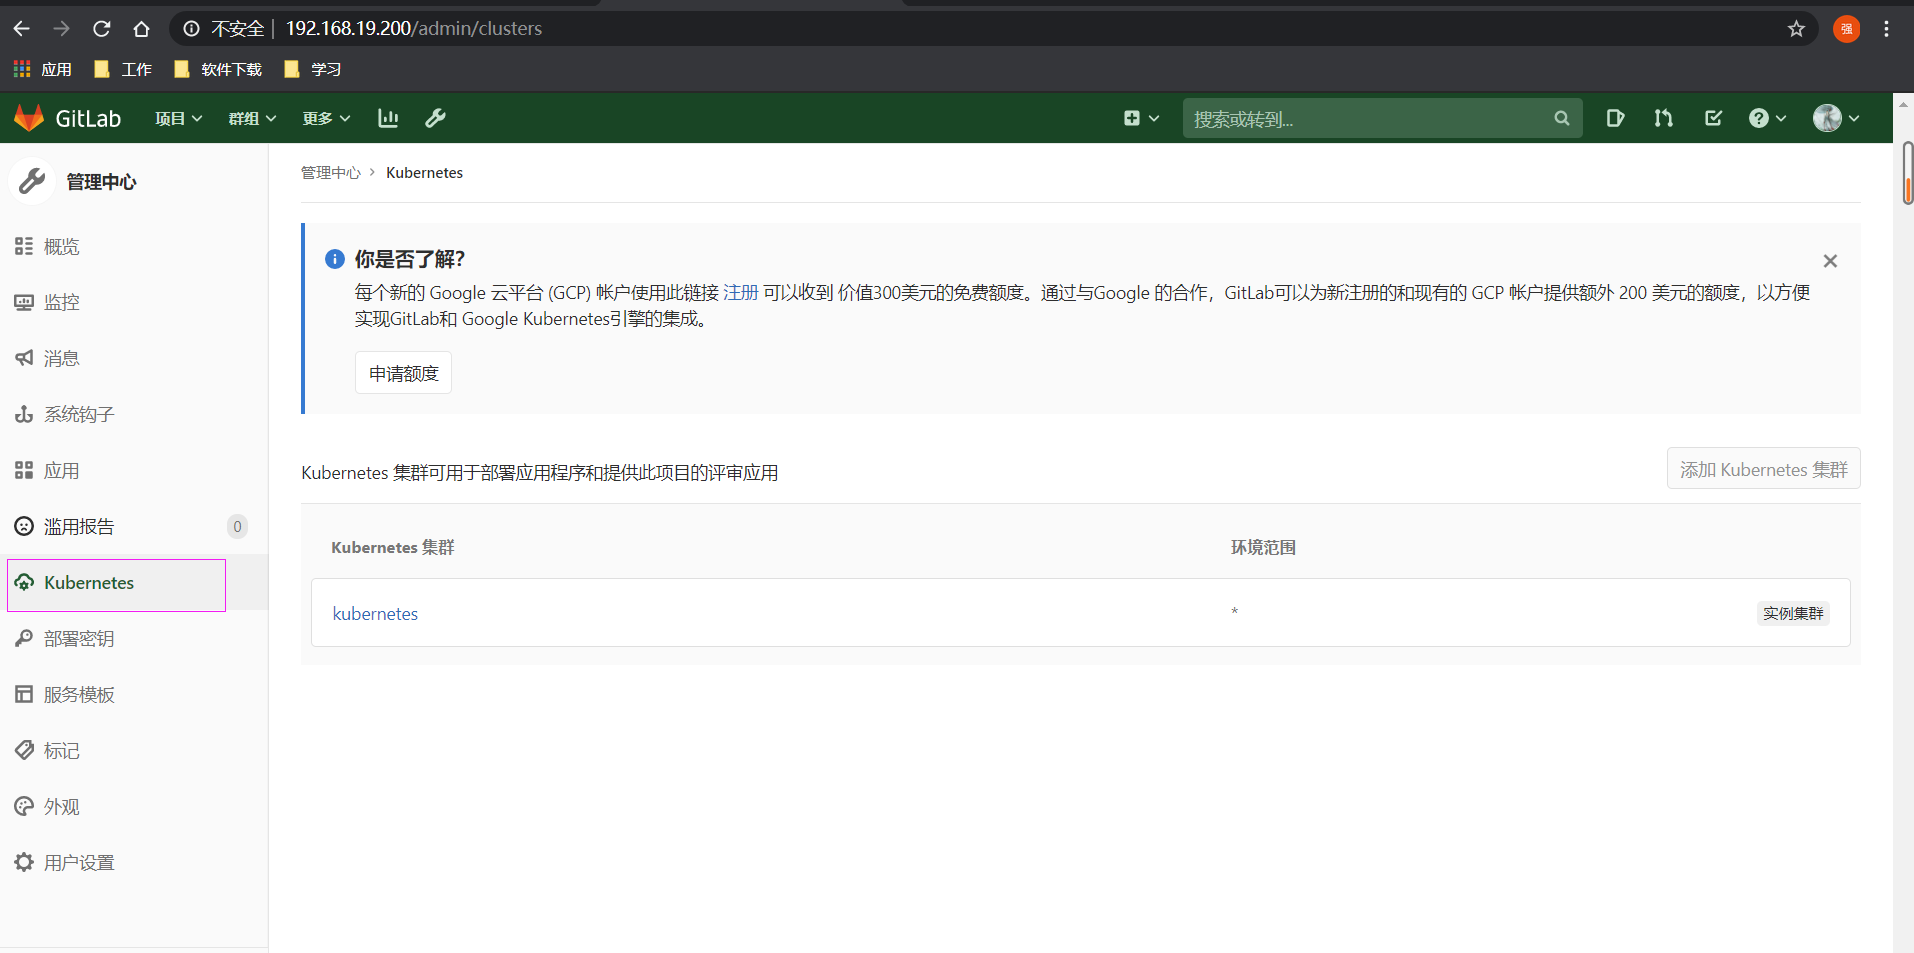 不安全 | 192.168.19.200/admin/clusters
强
应用 工作 软件下载 学习
GitLab 项目 群组 更多 搜索或转到...
管理中心
概览
监控
消息
系统钩子
应用
滥用报告 0
Kubernetes
部署密钥
服务模板
标记
外观
用户设置
管理中心 › Kubernetes
你是否了解?
每个新的 Google 云平台 (GCP) 帐户使用此链接 注册 可以收到 价值300美元的免费额度。通过与Google 的合作，GitLab可以为新注册的和现有的 GCP 帐户提供额外 200 美元的额度，以方便
实现GitLab和 Google Kubernetes引擎的集成。
申请额度
Kubernetes 集群可用于部署应用程序和提供此项目的评审应用
添加 Kubernetes 集群
Kubernetes 集群 环境范围
kubernetes * 实例集群